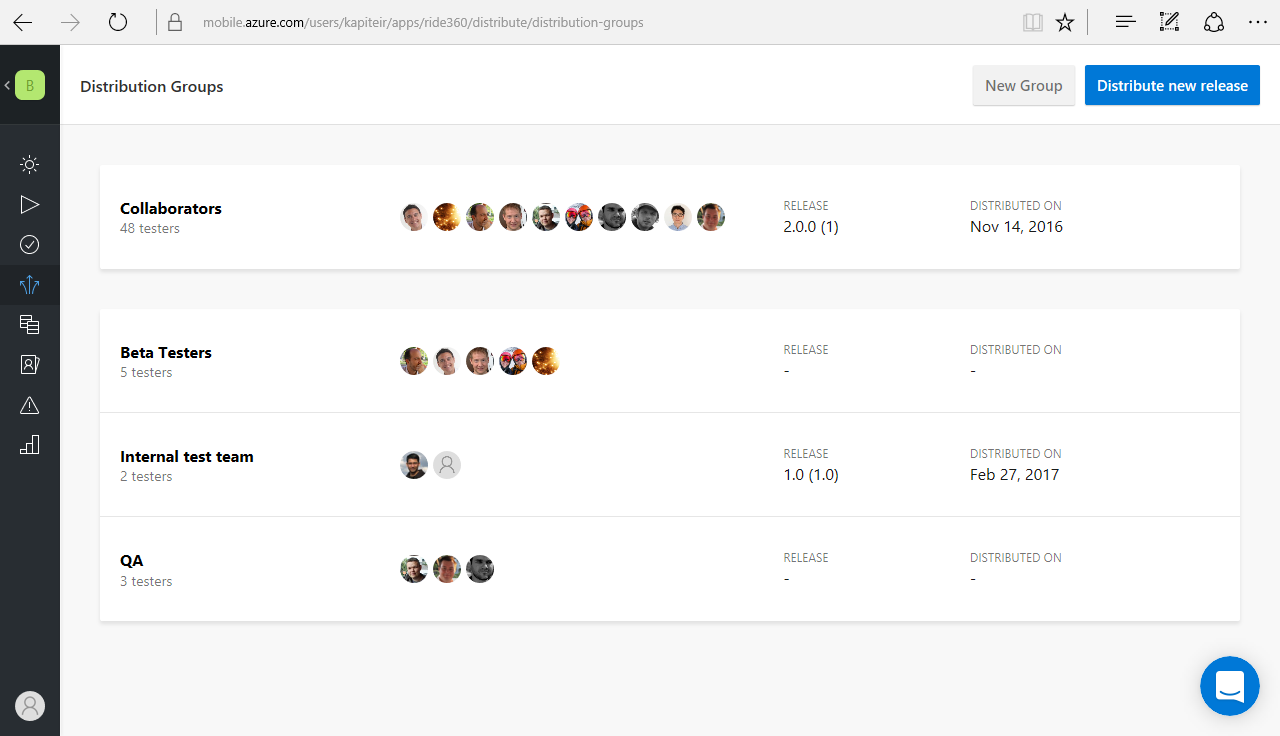 mobile.azure.com/users/kapiteir/apps/ride360/distribute/distribution-groups
B
Distribution Groups
New Group
Distribute new release
Collaborators
48 testers
RELEASE
2.0.0 (1)
DISTRIBUTED ON
Nov 14, 2016
Beta Testers
5 testers
RELEASE
-
DISTRIBUTED ON
-
Internal test team
2 testers
RELEASE
1.0 (1.0)
DISTRIBUTED ON
Feb 27, 2017
QA
3 testers
RELEASE
-
DISTRIBUTED ON
-